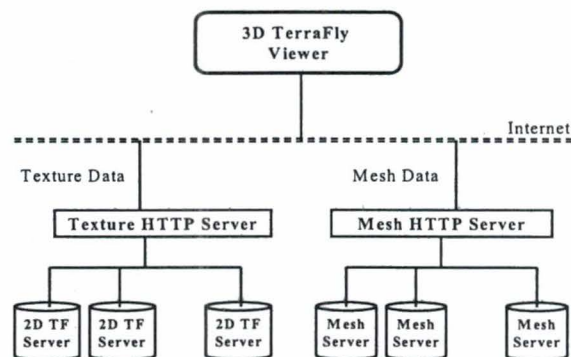 3D TerraFly
Viewer
Internet
Texture Data
Mesh Data
Texture HTTP Server
Mesh HTTP Server
2D TF
Server
2D TF
Server
2D TF
Server
Mesh
Server
Mesh
Server
Mesh
Server